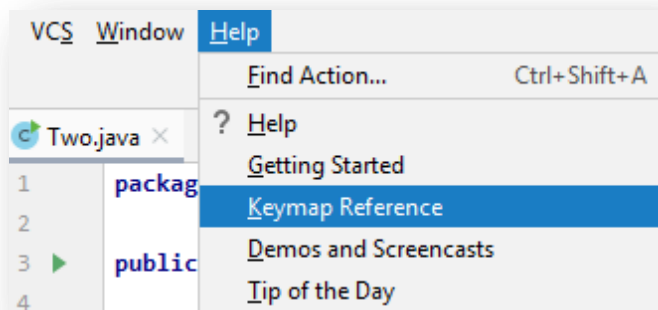 VCS Window Help
Find Action... Ctrl+Shift+A
? Help
Two.java
Getting Started
1 packag
Keymap Reference
2
Demos and Screencasts
3 public
Tip of the Day
4